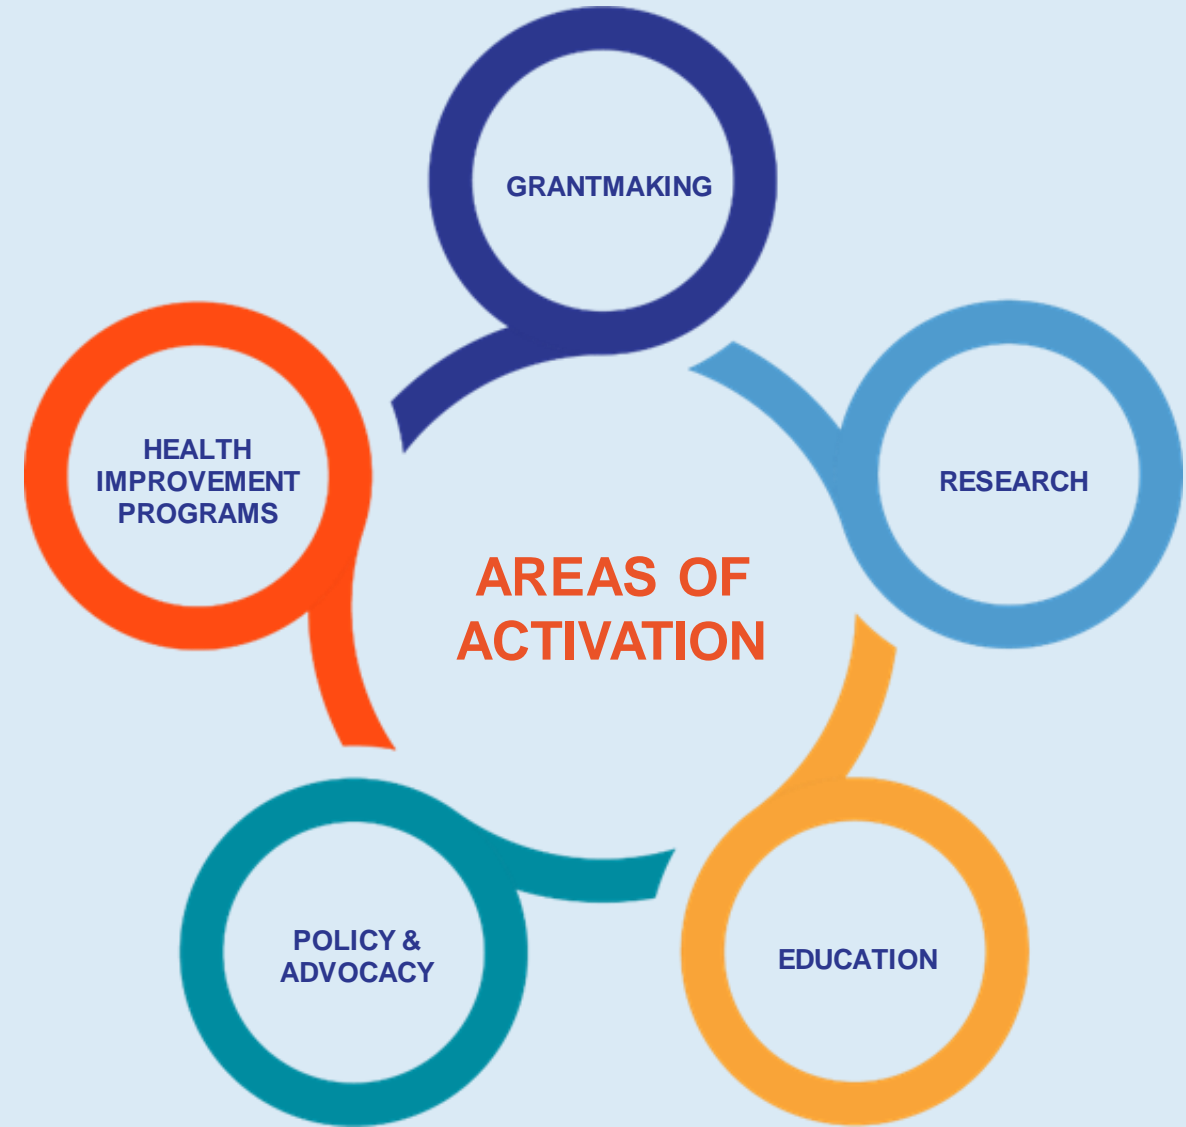 GRANTMAKING
HEALTH
IMPROVEMENT
PROGRAMS
RESEARCH
AREAS OF
ACTIVATION
POLICY &
ADVOCACY
EDUCATION